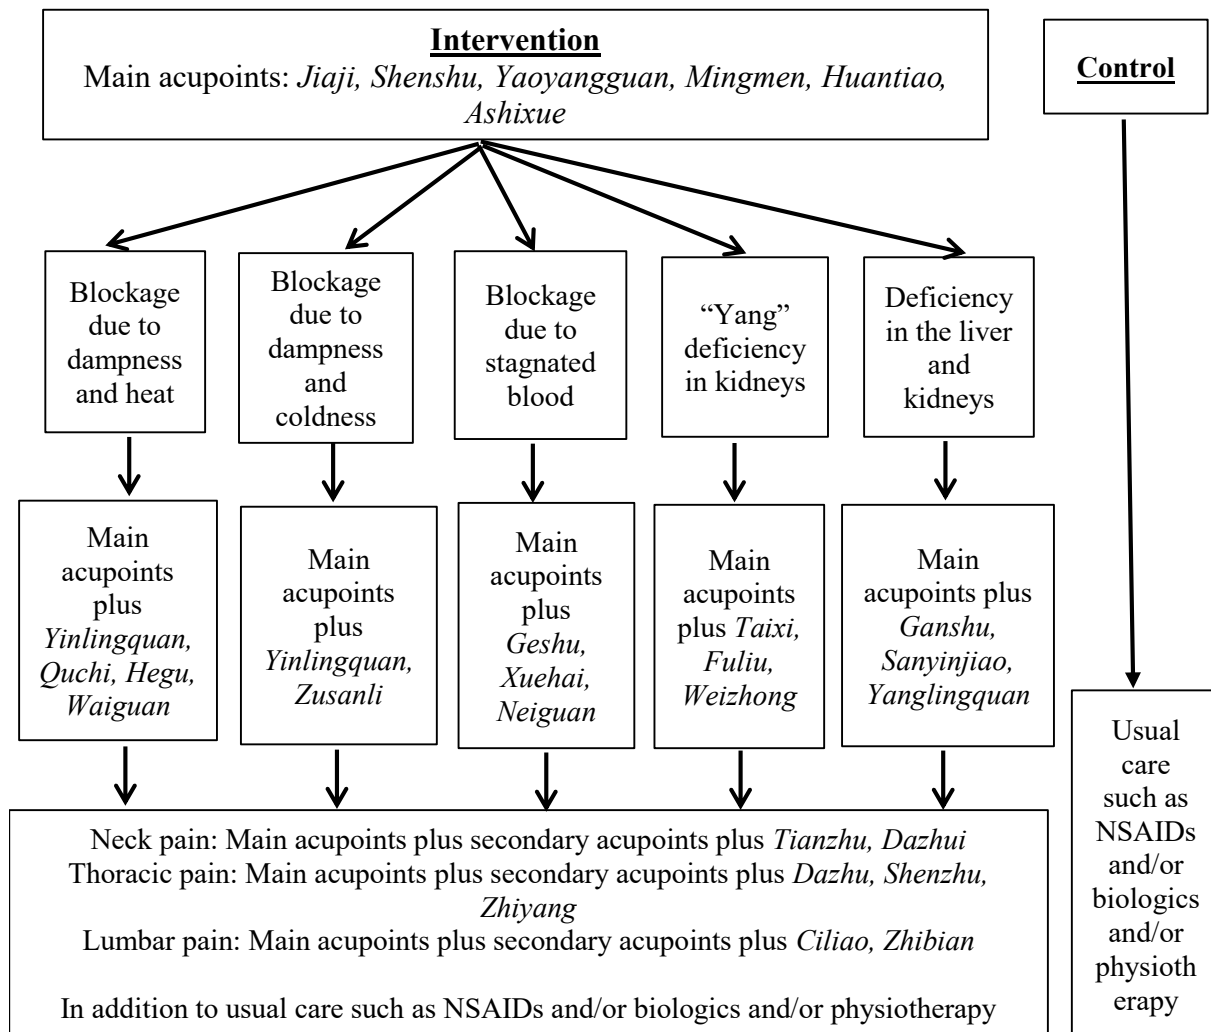 Intervention
Main acupoints: Jiaji, Shenshu, Yaoyangguan, Mingmen, Huantiao,
Ashixue
Control
Blockage
due to
dampness
and heat
Blockage
due to
dampness
and
coldness
Blockage
due to
stagnated
blood
“Yang”
deficiency
in kidneys
Deficiency
in the liver
and
kidneys
Main
acupoints
plus
Yinlingquan,
Quchi, Hegu,
Waiguan
Main
acupoints
plus
Yinlingquan,
Zusanli
Main
acupoints
plus
Geshu,
Xuehai,
Neiguan
Main
acupoints
plus Taixi,
Fuliu,
Weizhong
Main
acupoints plus
Ganshu,
Sanyinjiao,
Yanglingquan
Neck pain: Main acupoints plus secondary acupoints plus Tianzhu, Dazhui
Thoracic pain: Main acupoints plus secondary acupoints plus Dazhu, Shenzhu,
Zhiyang
Lumbar pain: Main acupoints plus secondary acupoints plus Ciliao, Zhibian
In addition to usual care such as NSAIDs and/or biologics and/or physiotherapy
Usual
care
such as
NSAIDs
and/or
biologics
and/or
physioth
erapy